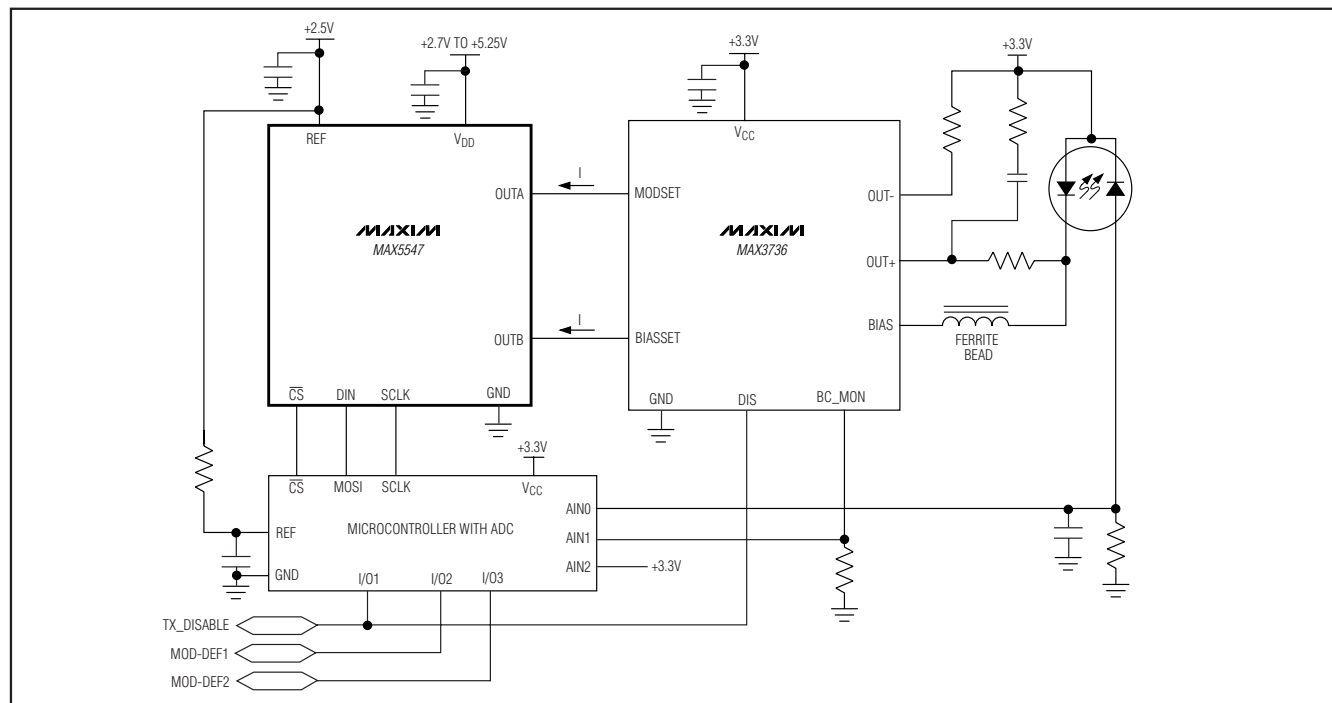 +2.5V
+2.7V TO +5.25V
+3.3V
+3.3V
REF
VDD
VCC
OUTA
I
MODSET
OUT-
MAXIM
MAX5547
MAXIM
MAX3736
OUT+
OUTB
I
BIASSET
BIAS
FERRITE
BEAD
CS
DIN
SCLK
GND
GND
DIS
BC_MON
+3.3V
CS
MOSI
SCLK
VCC
AIN0
REF
MICROCONTROLLER WITH ADC
AIN1
AIN2
+3.3V
GND
I/O1
I/O2
I/O3
TX_DISABLE
MOD-DEF1
MOD-DEF2